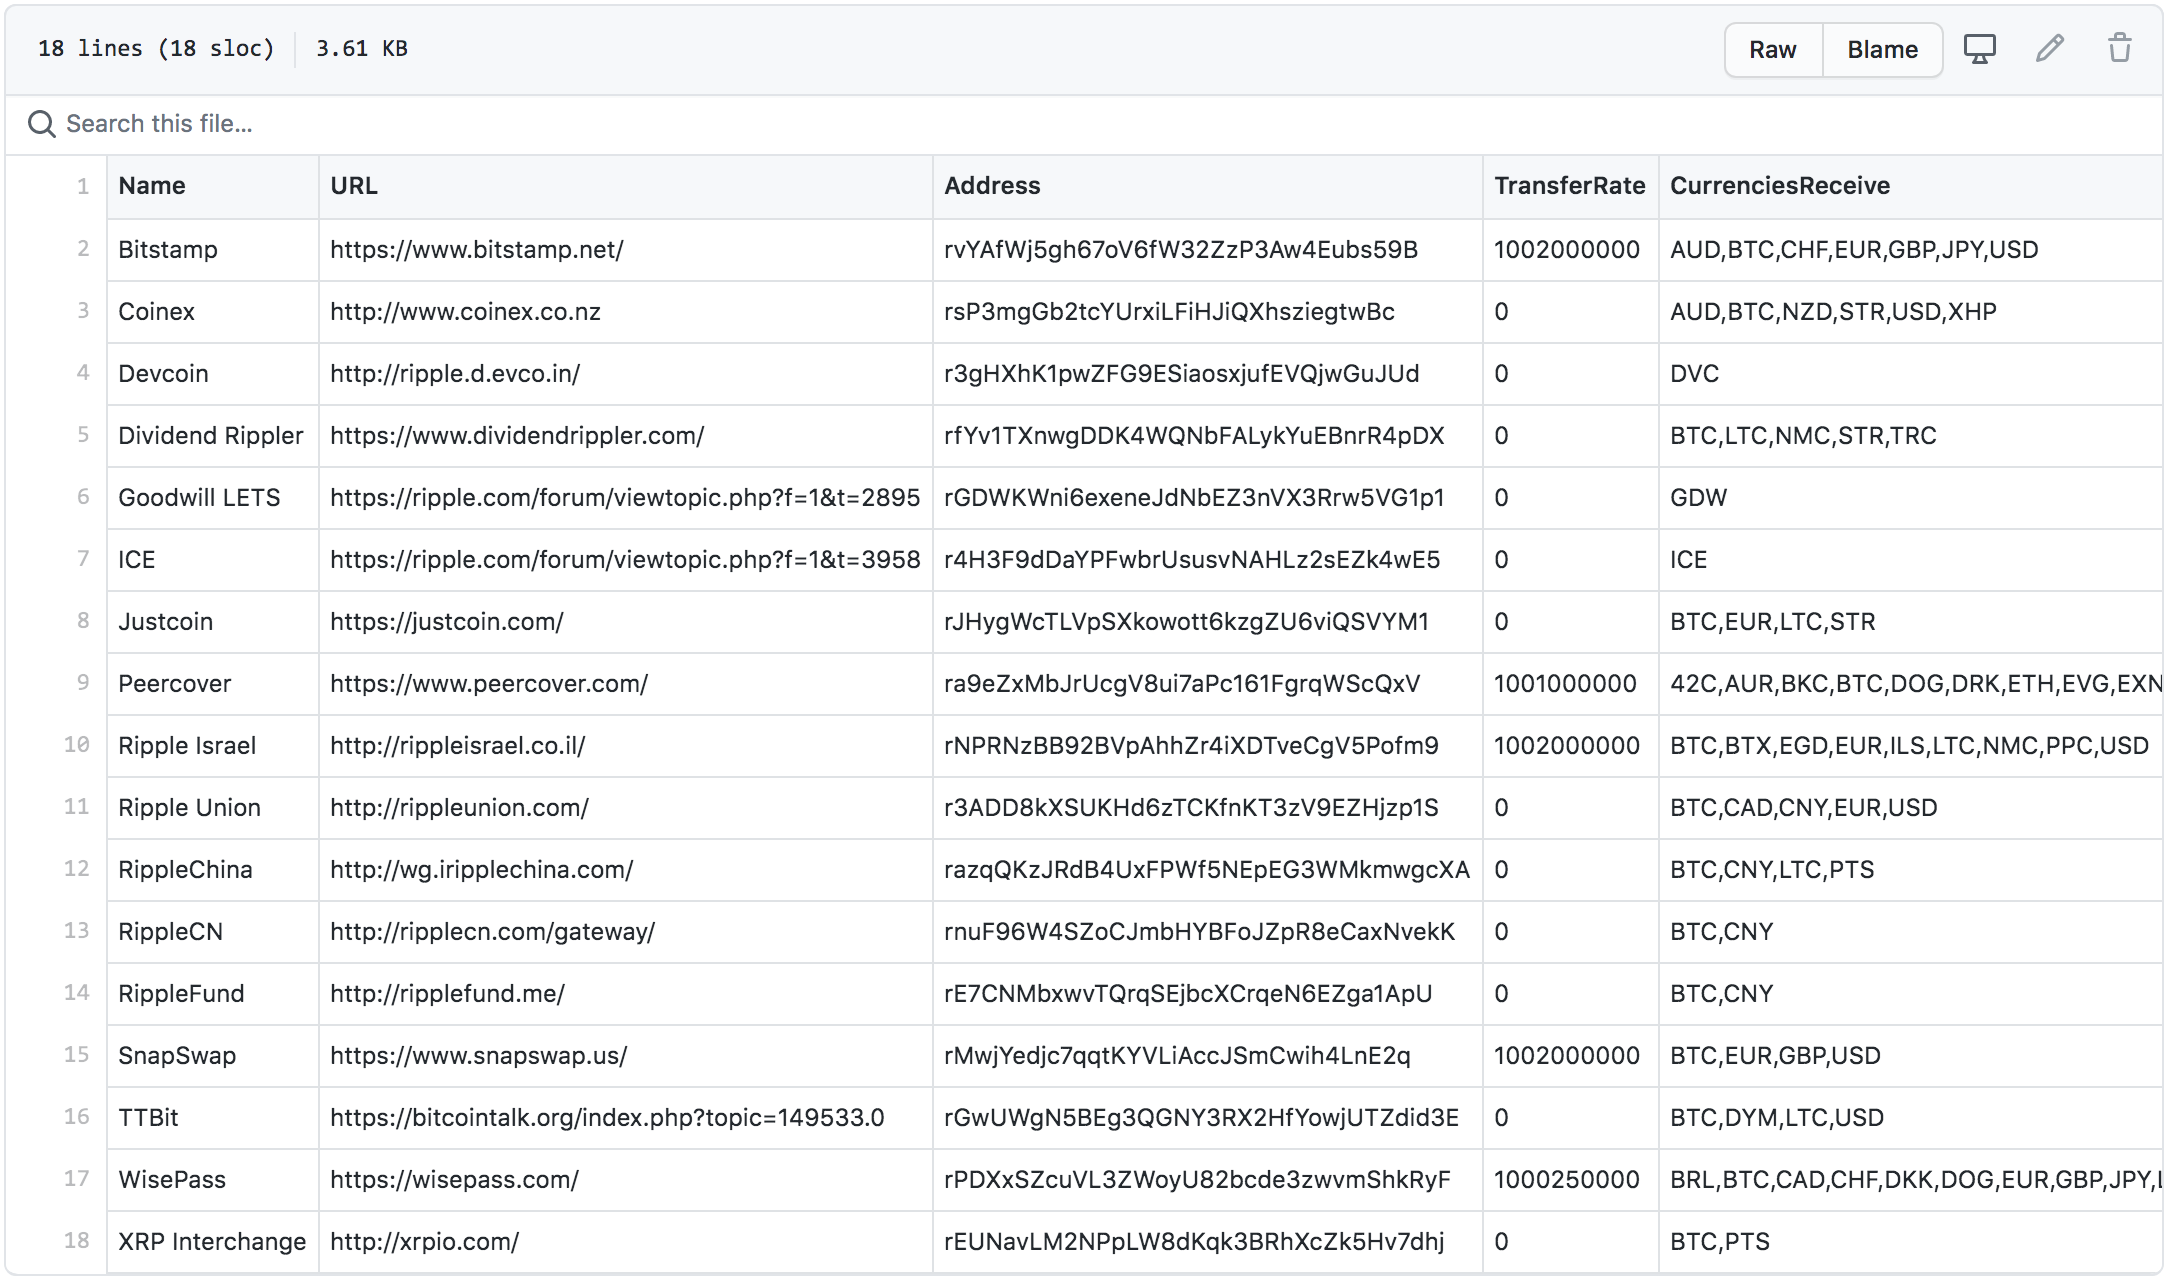 18 lines (18 sloc) 3.61 KB Raw Blame
Search this file...
1 Name URL Address TransferRate CurrenciesReceive
2 Bitstamp https://www.bitstamp.net/ rvYAfWj5gh67oV6fW32ZzP3Aw4Eubs59B 1002000000 AUD,BTC,CHF,EUR,GBP,JPY,USD
3 Coinex http://www.coinex.co.nz rsP3mgGb2tcYUrxiLFiHJiQXhsziegtwBc 0 AUD,BTC,NZD,STR,USD,XHP
4 Devcoin http://ripple.d.evco.in/ r3gHXhK1pwZFG9ESiaosxjufEVQjwGuJUd 0 DVC
5 Dividend Rippler https://www.dividendrippler.com/ rfYv1TXnwgDDK4WQNbFALykYuEBnrR4pDX 0 BTC,LTC,NMC,STR,TRC
6 Goodwill LETS https://ripple.com/forum/viewtopic.php?f=1&t=2895 rGDWKWni6exeneJdNbEZ3nVX3Rrw5VG1p1 0 GDW
7 ICE https://ripple.com/forum/viewtopic.php?f=1&t=3958 r4H3F9dDaYPFwbrUsusvNAHLz2sEZk4wE5 0 ICE
8 Justcoin https://justcoin.com/ rJHygWcTLVpSXkowott6kzgZU6viQSVYM1 0 BTC,EUR,LTC,STR
9 Peercover https://www.peercover.com/ ra9eZxMbJrUcgV8ui7aPc161FgrqWScQxV 1001000000 42C,AUR,BKC,BTC,DOG,DRK,ETH,EVG,EXN
10 Ripple Israel http://rippleisrael.co.il/ rNPRNzBB92BVpAhhZr4iXDTveCgV5Pofm9 1002000000 BTC,BTX,EGD,EUR,ILS,LTC,NMC,PPC,USD
11 Ripple Union http://rippleunion.com/ r3ADD8kXSUKHd6zTCKfnKT3zV9EZHjzp1S 0 BTC,CAD,CNY,EUR,USD
12 RippleChina http://wg.iripplechina.com/ razqQKzJRdB4UxFPWf5NEpEG3WMkmwgcXA 0 BTC,CNY,LTC,PTS
13 RippleCN http://ripplecn.com/gateway/ rnuF96W4SZoCJmbHYBFoJZpR8eCaxNvekK 0 BTC,CNY
14 RippleFund http://ripplefund.me/ rE7CNMbxwvTQrqSEjbcXCrqeN6EZga1ApU 0 BTC,CNY
15 SnapSwap https://www.snapswap.us/ rMwjYedjc7qqtKYVLiAccJSmCwih4LnE2q 1002000000 BTC,EUR,GBP,USD
16 TTBit https://bitcointalk.org/index.php?topic=149533.0 rGwUWgN5BEg3QGNY3RX2HfYowjUTZdid3E 0 BTC,DYM,LTC,USD
17 WisePass https://wisepass.com/ rPDXxSZcuVL3ZWoyU82bcde3zwvmShkRyF 1000250000 BRL,BTC,CAD,CHF,DKK,DOG,EUR,GBP,JPY,
18 XRP Interchange http://xrpio.com/ rEUNavLM2NPpLW8dKqk3BRhXcZk5Hv7dhj 0 BTC,PTS